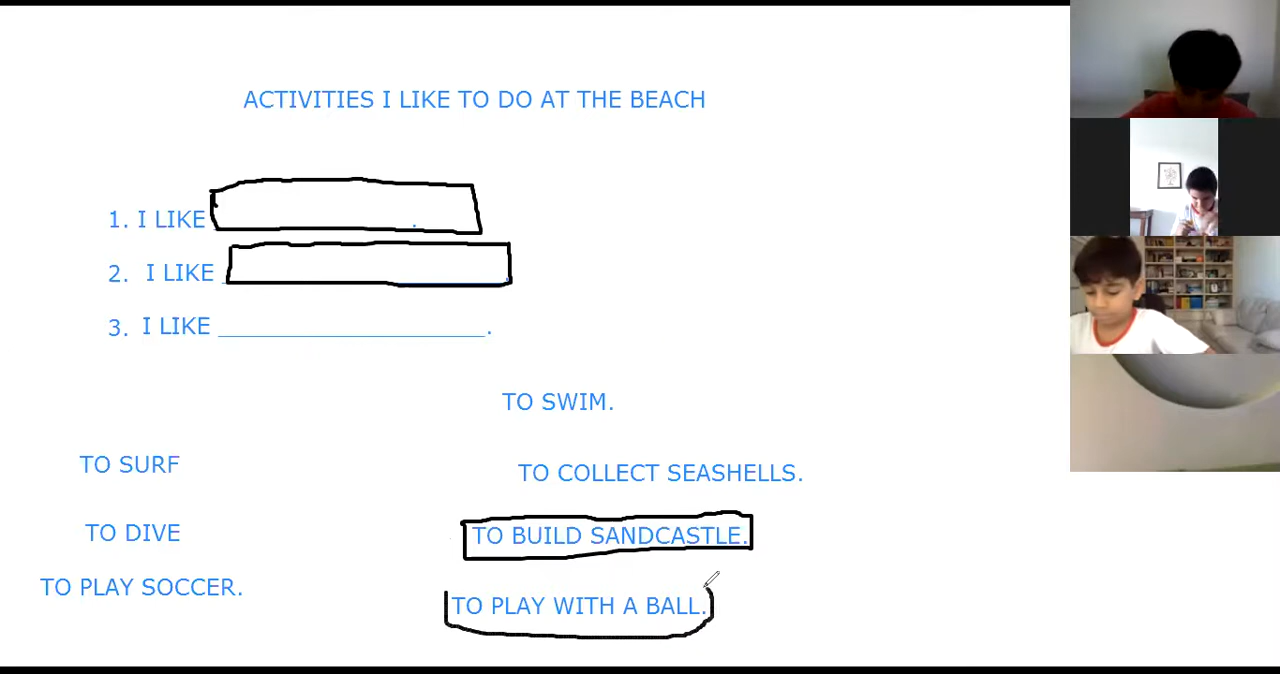 ACTIVITIES I LIKE TO DO AT THE BEACH
1. I LIKE .
2. I LIKE
3. I LIKE ______________________.
TO SWIM.
TO SURF
TO COLLECT SEASHELLS.
TO DIVE
TO BUILD SANDCASTLE.
TO PLAY SOCCER.
TO PLAY WITH A BALL.